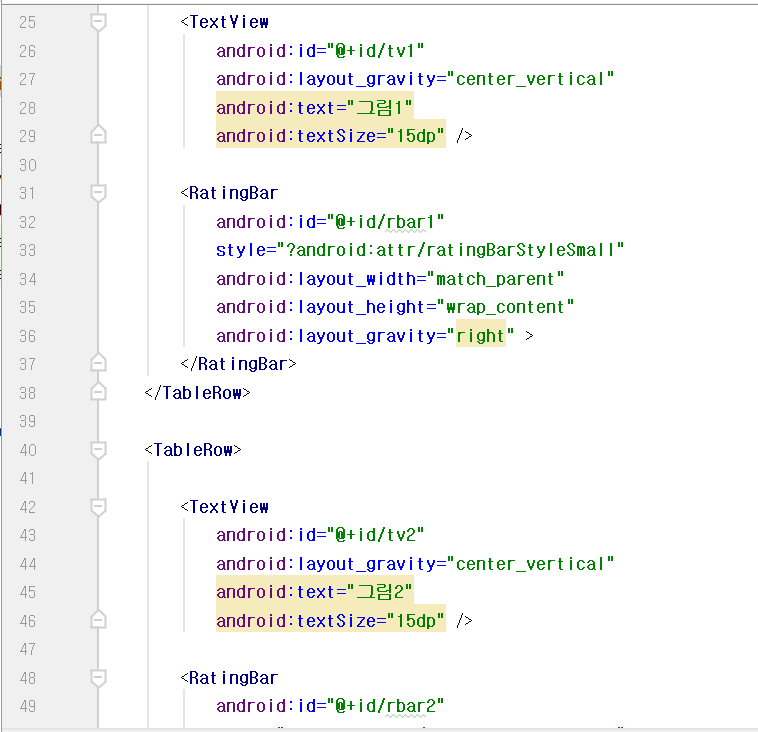 25 <TextView
26 android:id="@+id/tv1"
27 android:layout_gravity="center_vertical"
28 android:text="그림1"
29 android:textSize="15dp" />
30
31 <RatingBar
32 android:id="@+id/rbar1"
33 style="?android:attr/ratingBarStyleSmall"
34 android:layout_width="match_parent"
35 android:layout_height="wrap_content"
36 android:layout_gravity="right" >
37 </RatingBar>
38 </TableRow>
39
40 <TableRow>
41
42 <TextView
43 android:id="@+id/tv2"
44 android:layout_gravity="center_vertical"
45 android:text="그림2"
46 android:textSize="15dp" />
47
48 <RatingBar
49 android:id="@+id/rbar2"